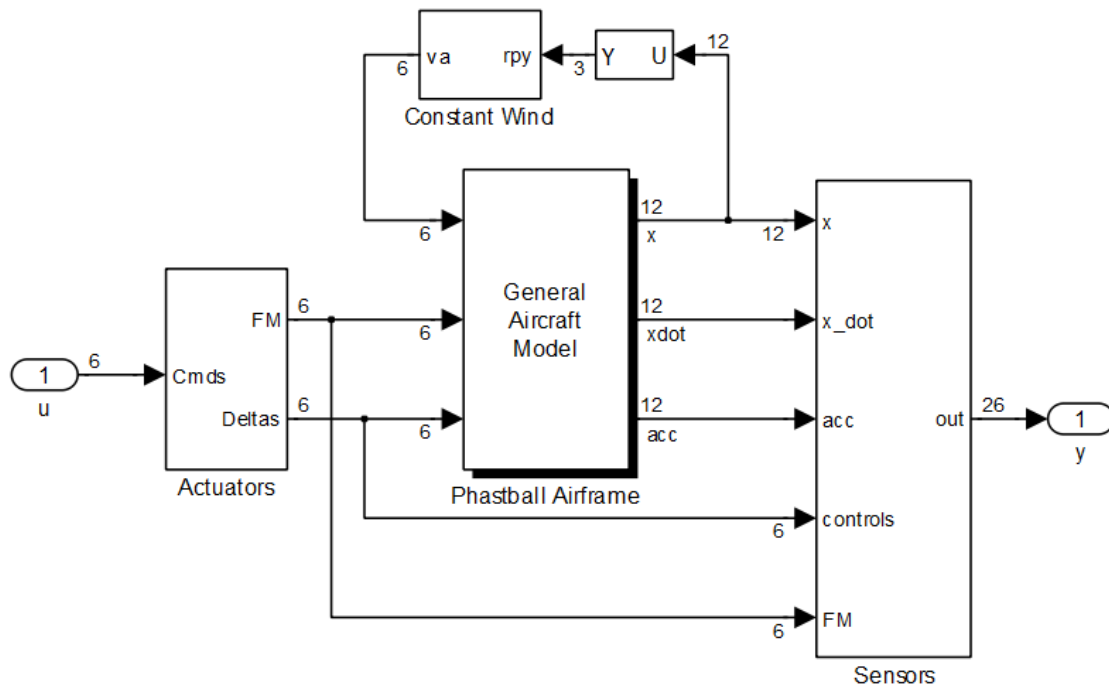 va
rpy
6
3
Y
U
12
Constant Wind
6
6
6
General
Aircraft
Model
Phastball Airframe
12
x
12
12
xdot
12
acc
1
u
6
Cmds
FM
Deltas
Actuators
6
6
x
x_dot
acc
controls
FM
out
6
6
Sensors
26
1
y